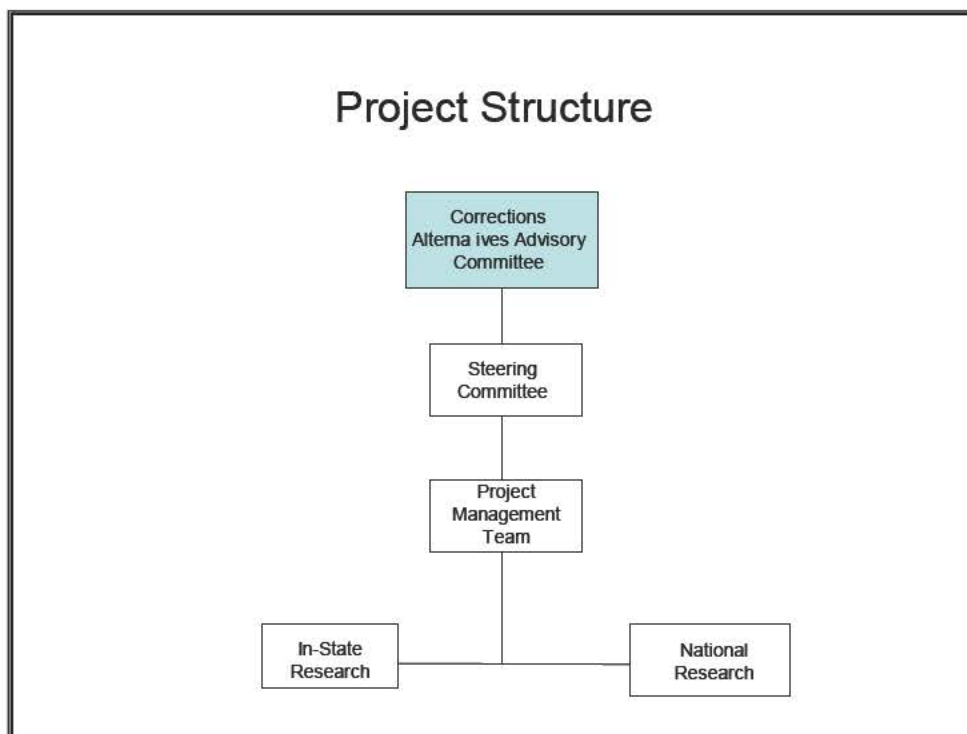 Project Structure
Corrections
Alterna ives Advisory
Committee
Steering
Committee
Project
Management
Team
In-State
Research
National
Research